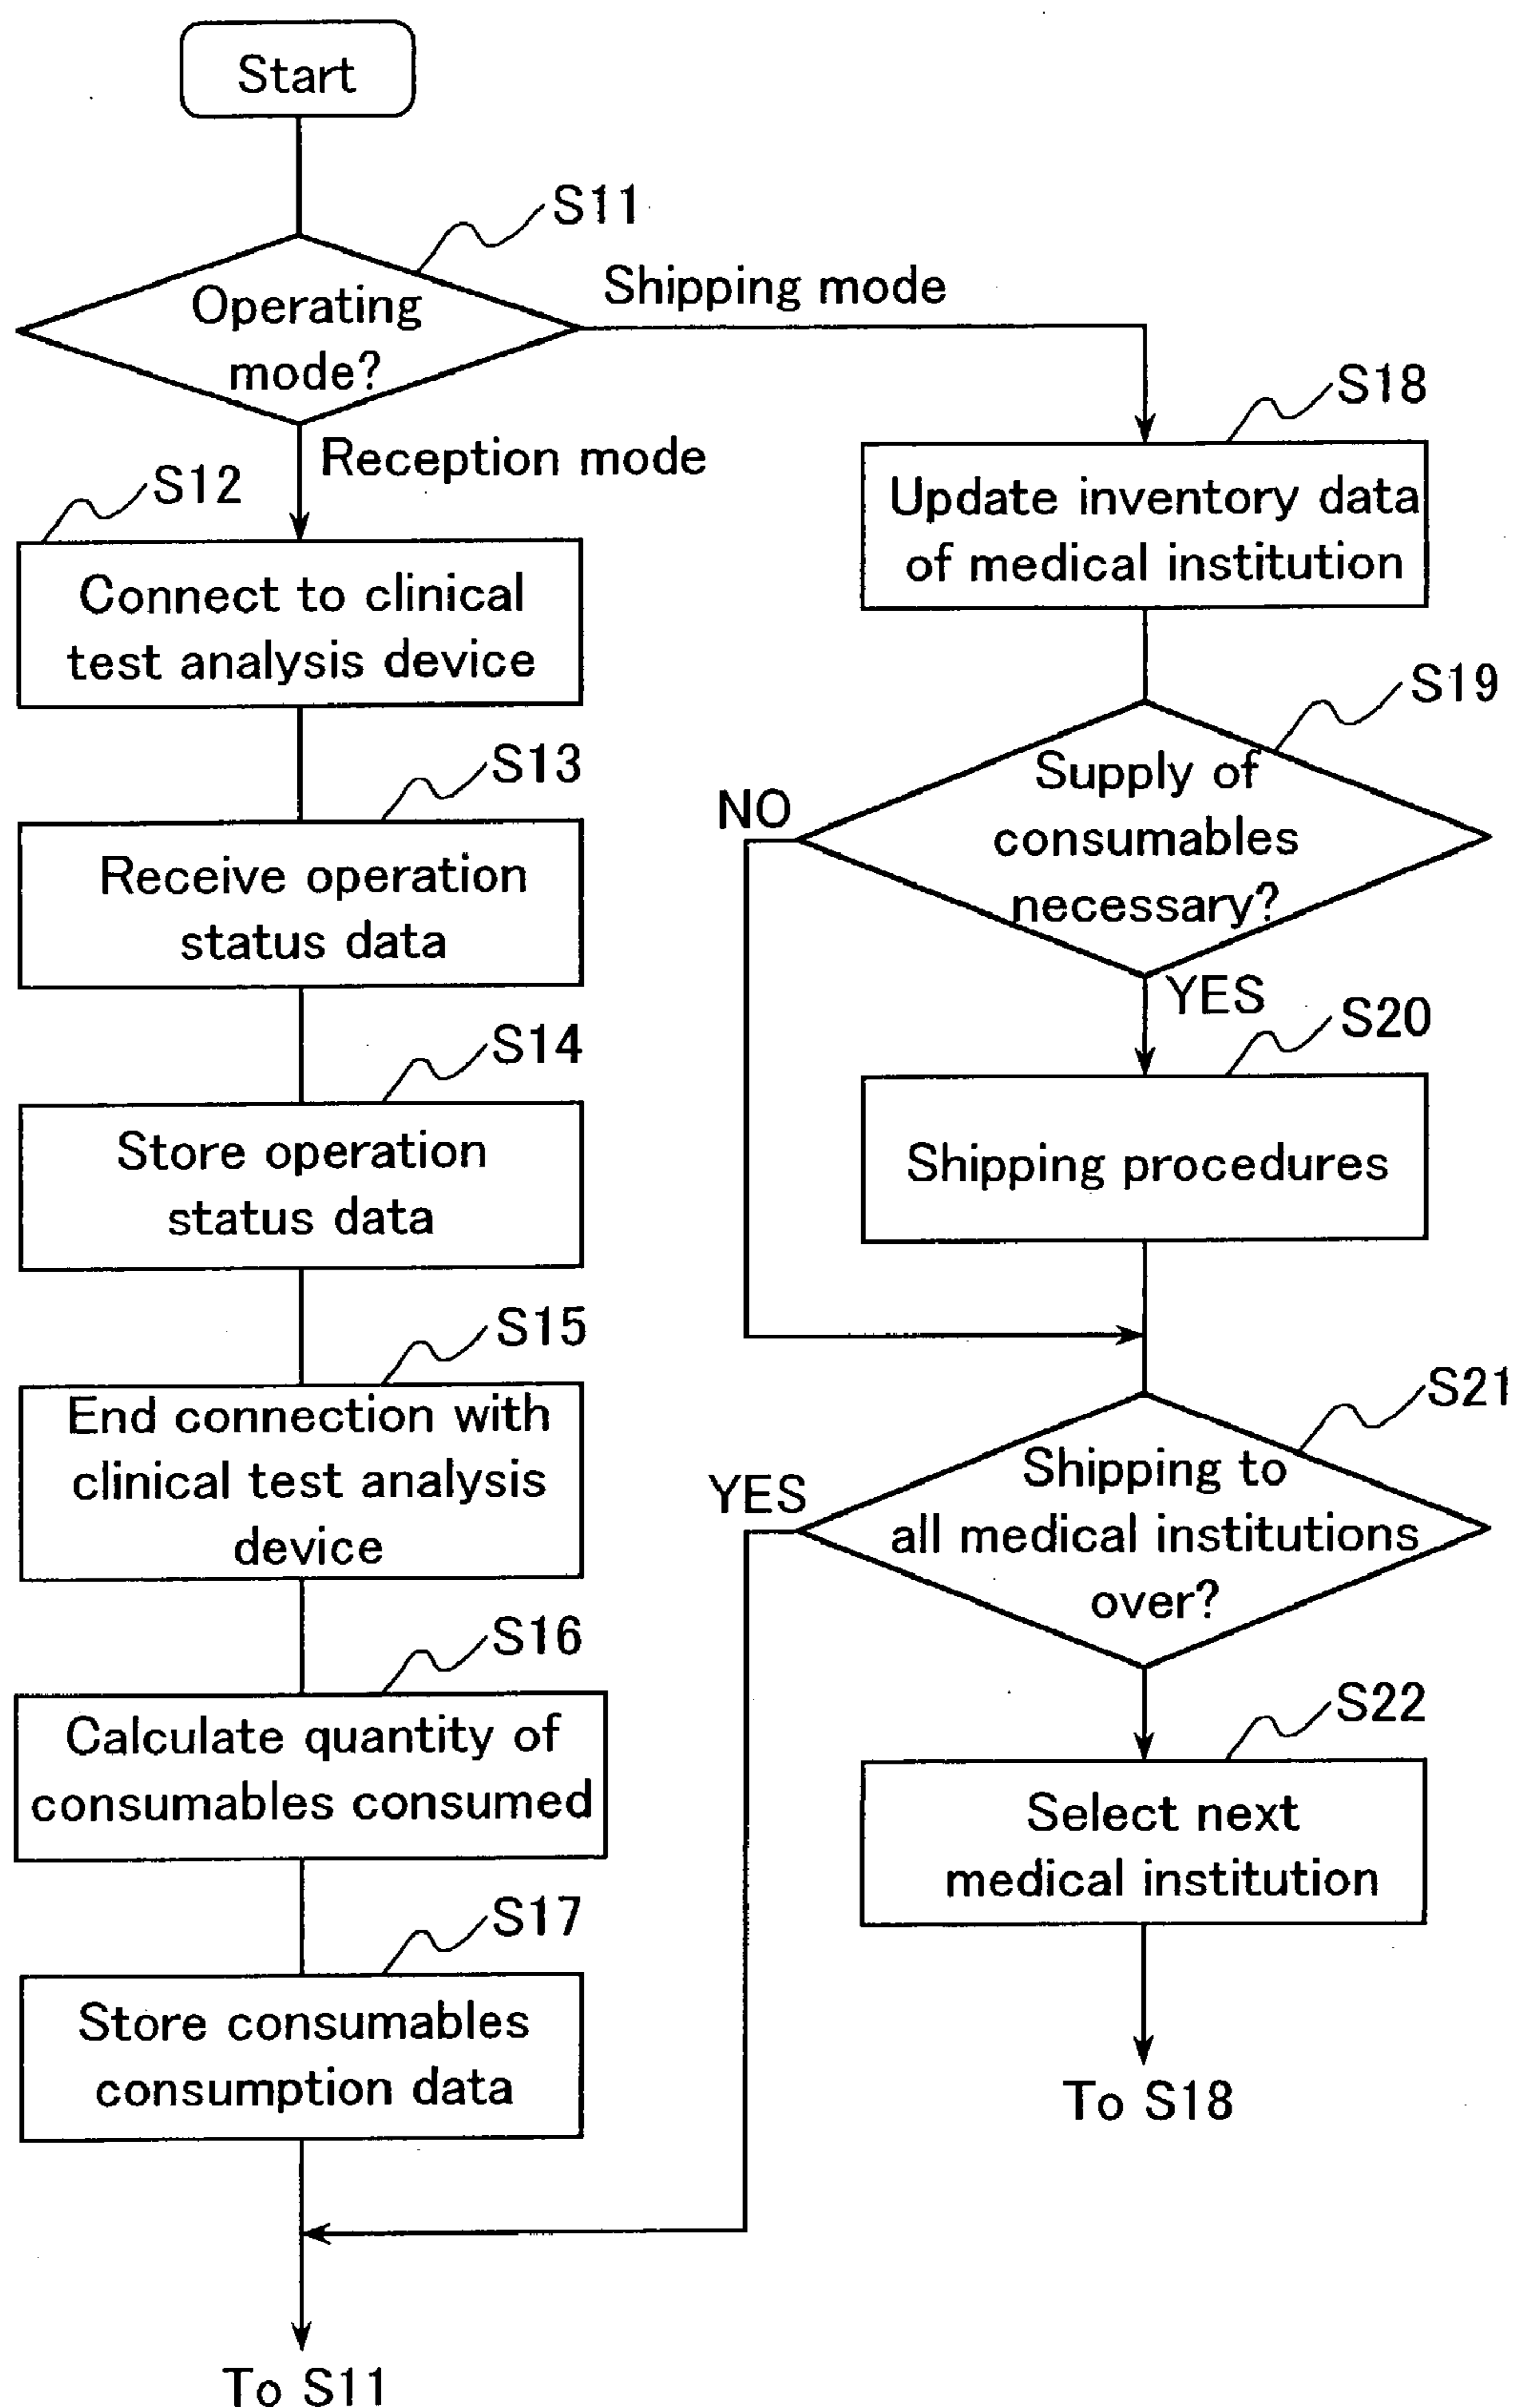 Start
S11
Operating
mode?
Shipping mode
Reception mode
S12
Connect to clinical
test analysis device
S13
Receive operation
status data
S14
Store operation
status data
S15
End connection with
clinical test analysis
device
S16
Calculate quantity of
consumables consumed
S17
Store consumables
consumption data
To S11
S18
Update inventory data
of medical institution
S19
Supply of
consumables
necessary?
NO
YES
S20
Shipping procedures
S21
Shipping to
all medical institutions
over?
YES
S22
Select next
medical institution
To S18